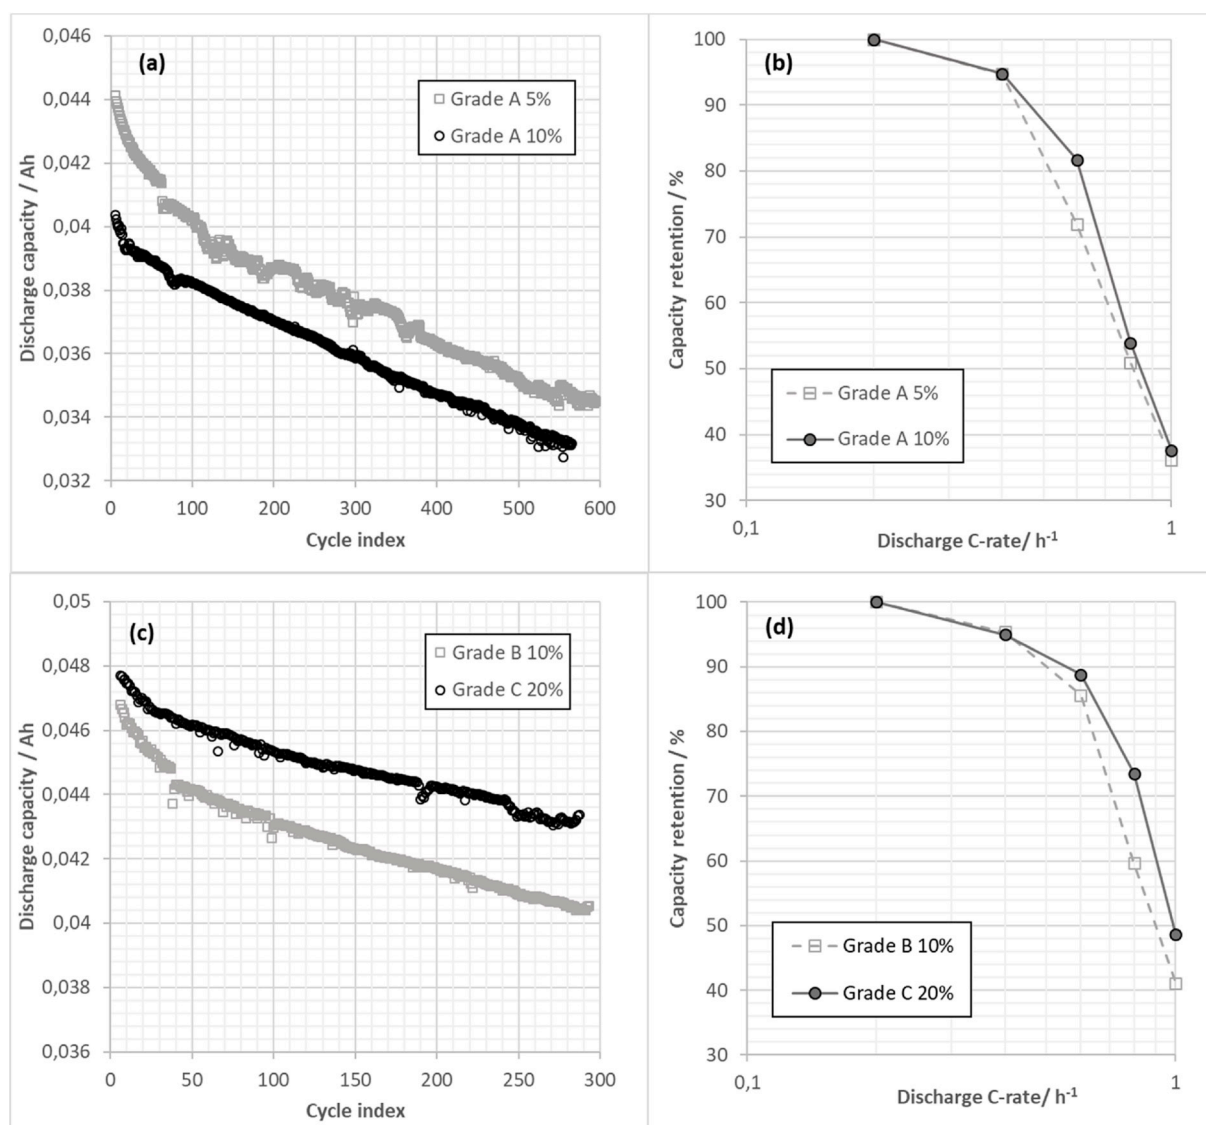 (a)
Discharge capacity / Ah
0,046
0,044
0,042
0,04
0,038
0,036
0,034
0,032
Grade A 5%
Grade A 10%
0 100 200 300 400 500 600
Cycle index
(b)
Capacity retention / %
100
90
80
70
60
50
40
30
Grade A 5%
Grade A 10%
0,1 1
Discharge C-rate/ h-1
(c)
Discharge capacity / Ah
0,05
0,048
0,046
0,044
0,042
0,04
0,038
0,036
Grade B 10%
Grade C 20%
0 50 100 150 200 250 300
Cycle index
(d)
Capacity retention / %
100
90
80
70
60
50
40
30
Grade B 10%
Grade C 20%
0,1 1
Discharge C-rate/ h-1